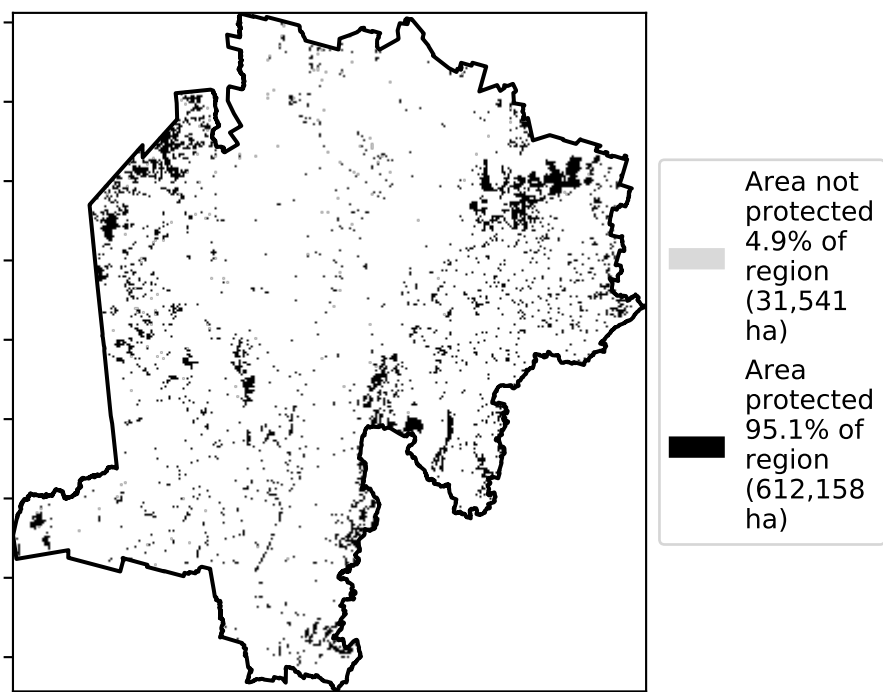 Area not
protected
4.9% of
region
(31,541
ha)
Area
protected
95.1% of
region
(612,158
ha)